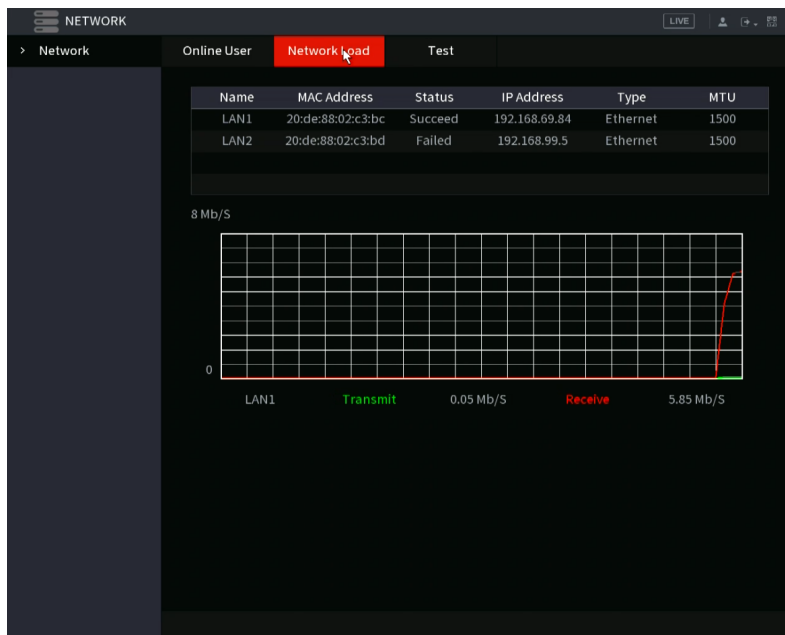 NETWORK LIVE
> Network Online User Network Load Test
Name MAC Address Status IP Address Type MTU
LAN1 20:de:88:02:c3:bc Succeed 192.168.69.84 Ethernet 1500
LAN2 20:de:88:02:c3:bd Failed 192.168.99.5 Ethernet 1500
8 Mb/S
0
LAN1 Transmit 0.05 Mb/S Receive 5.85 Mb/S